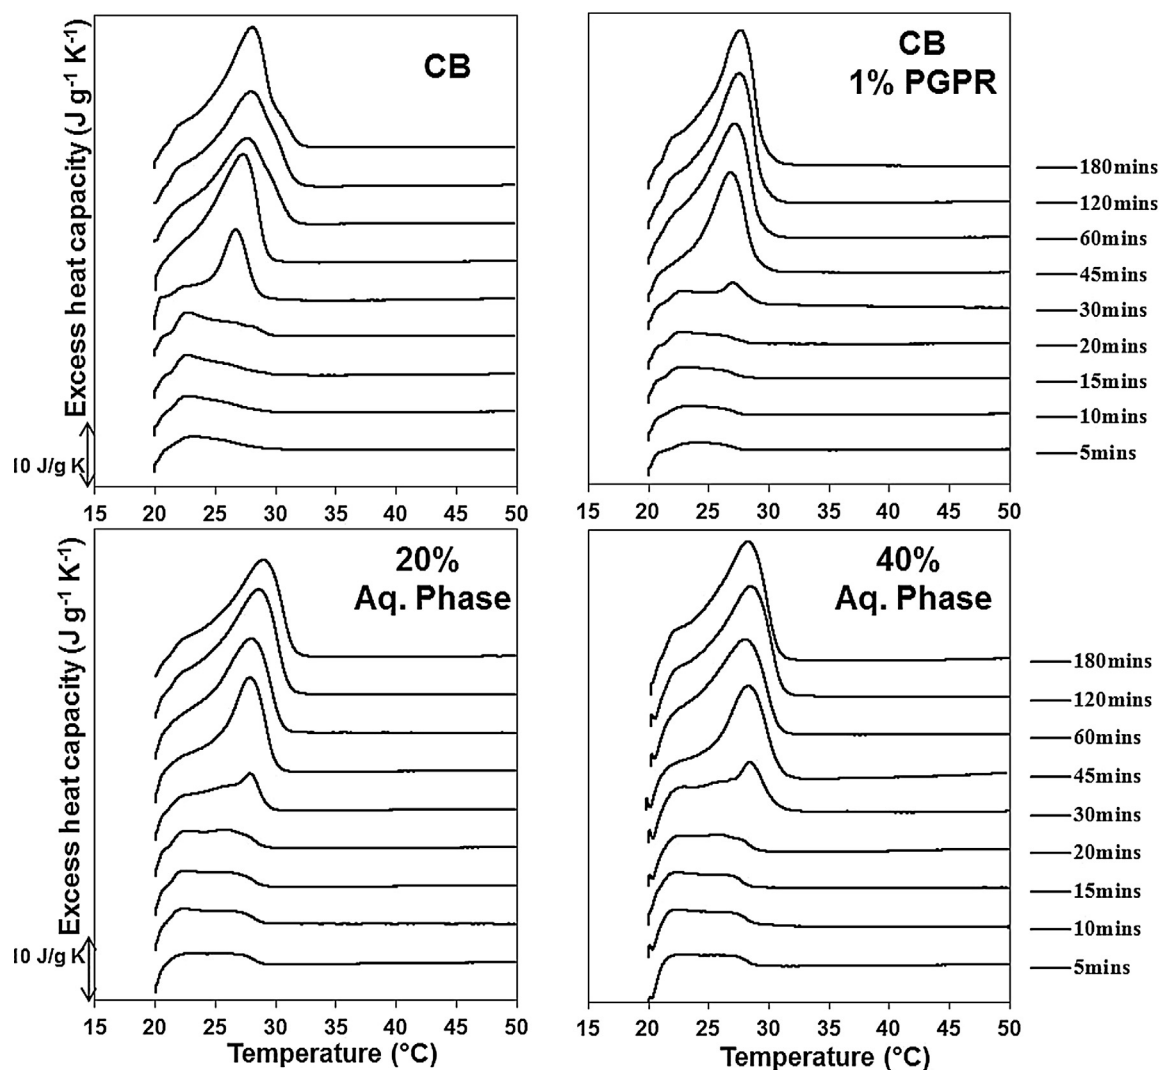 CB
Excess heat capacity (J g⁻¹ K⁻¹)
10 J/g K
15 20 25 30 35 40 45 50
CB
1% PGPR
15 20 25 30 35 40 45 50
180mins
120mins
60mins
45mins
30mins
20mins
15mins
10mins
5mins
20%
Aq. Phase
Excess heat capacity (J g⁻¹ K⁻¹)
10 J/g K
15 20 25 30 35 40 45 50
Temperature (°C)
40%
Aq. Phase
15 20 25 30 35 40 45 50
Temperature (°C)
180mins
120mins
60mins
45mins
30mins
20mins
15mins
10mins
5mins